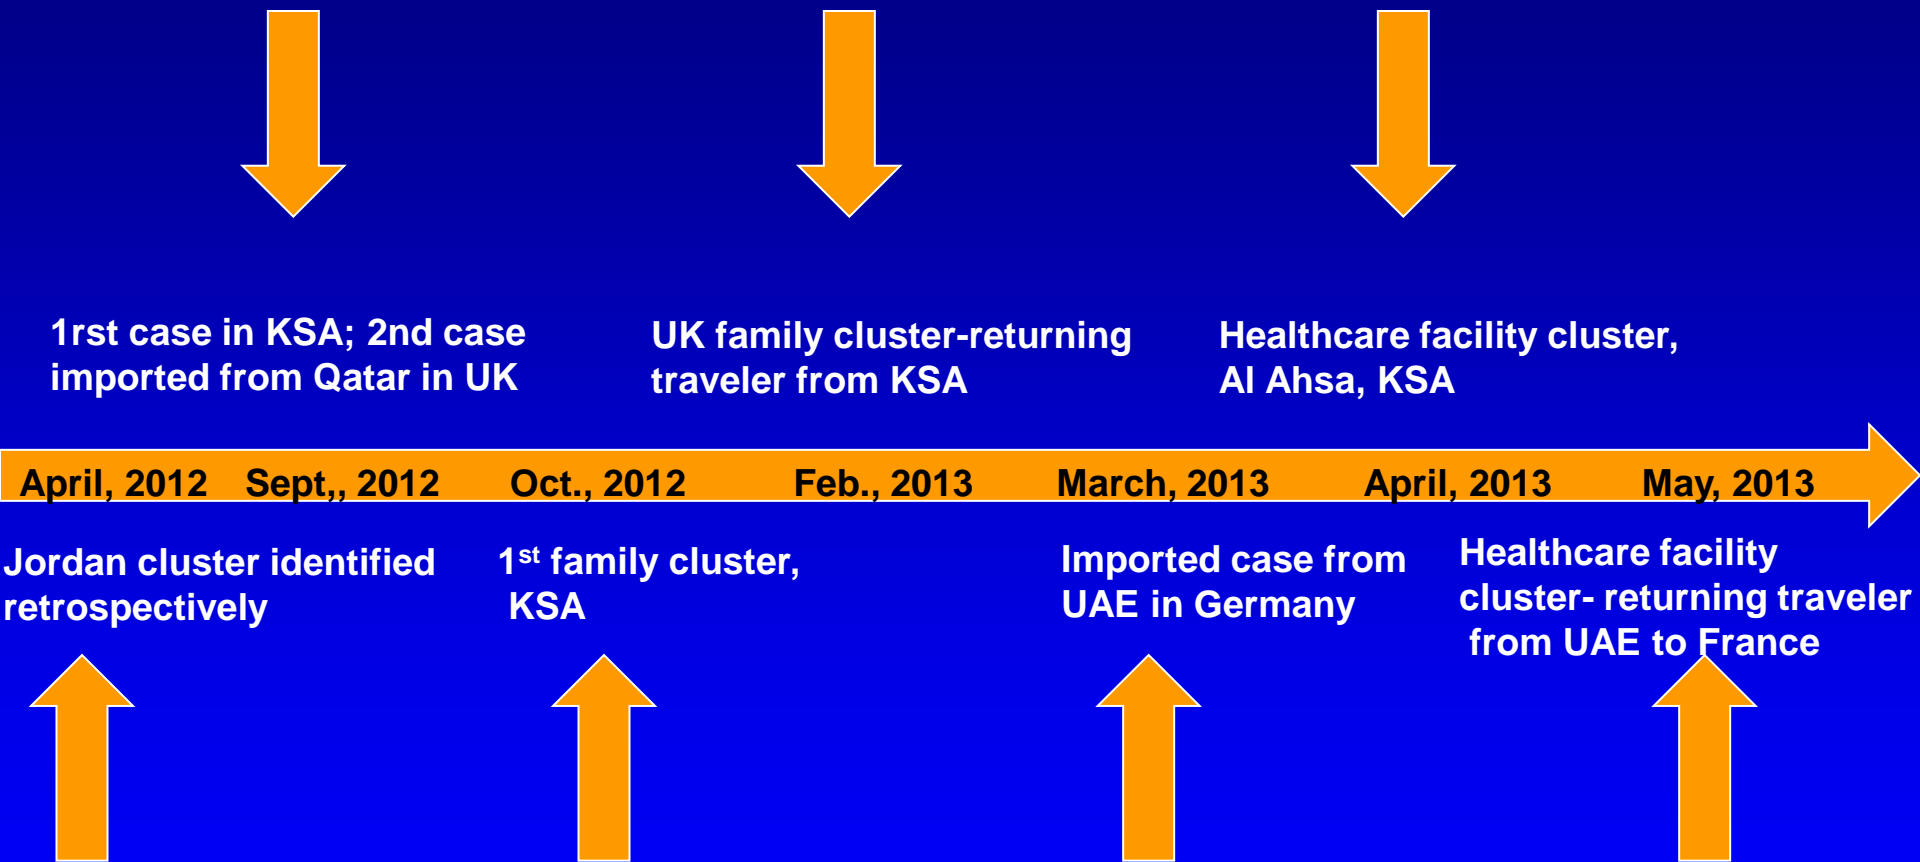 1rst case in KSA; 2nd case
imported from Qatar in UK
UK family cluster-returning
traveler from KSA
Healthcare facility cluster,
Al Ahsa, KSA
April, 2012
Sept,, 2012
Oct., 2012
Feb., 2013
March, 2013
April, 2013
May, 2013
Jordan cluster identified
retrospectively
1st family cluster,
KSA
Imported case from
UAE in Germany
Healthcare facility
cluster- returning traveler
from UAE to France